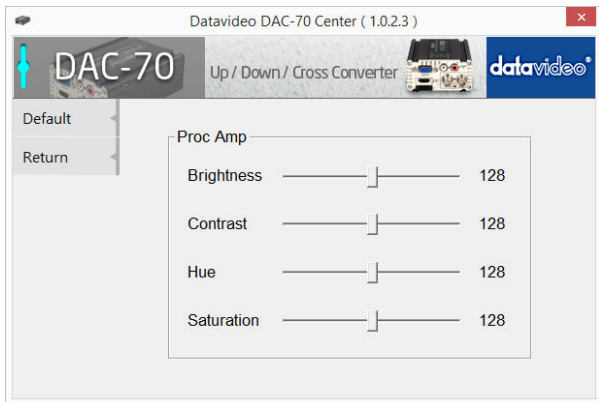 Datavideo DAC-70 Center ( 1.0.2.3 )
DAC-70 Up / Down / Cross Converter datavideo®
Default
Return
Proc Amp
Brightness 128
Contrast 128
Hue 128
Saturation 128